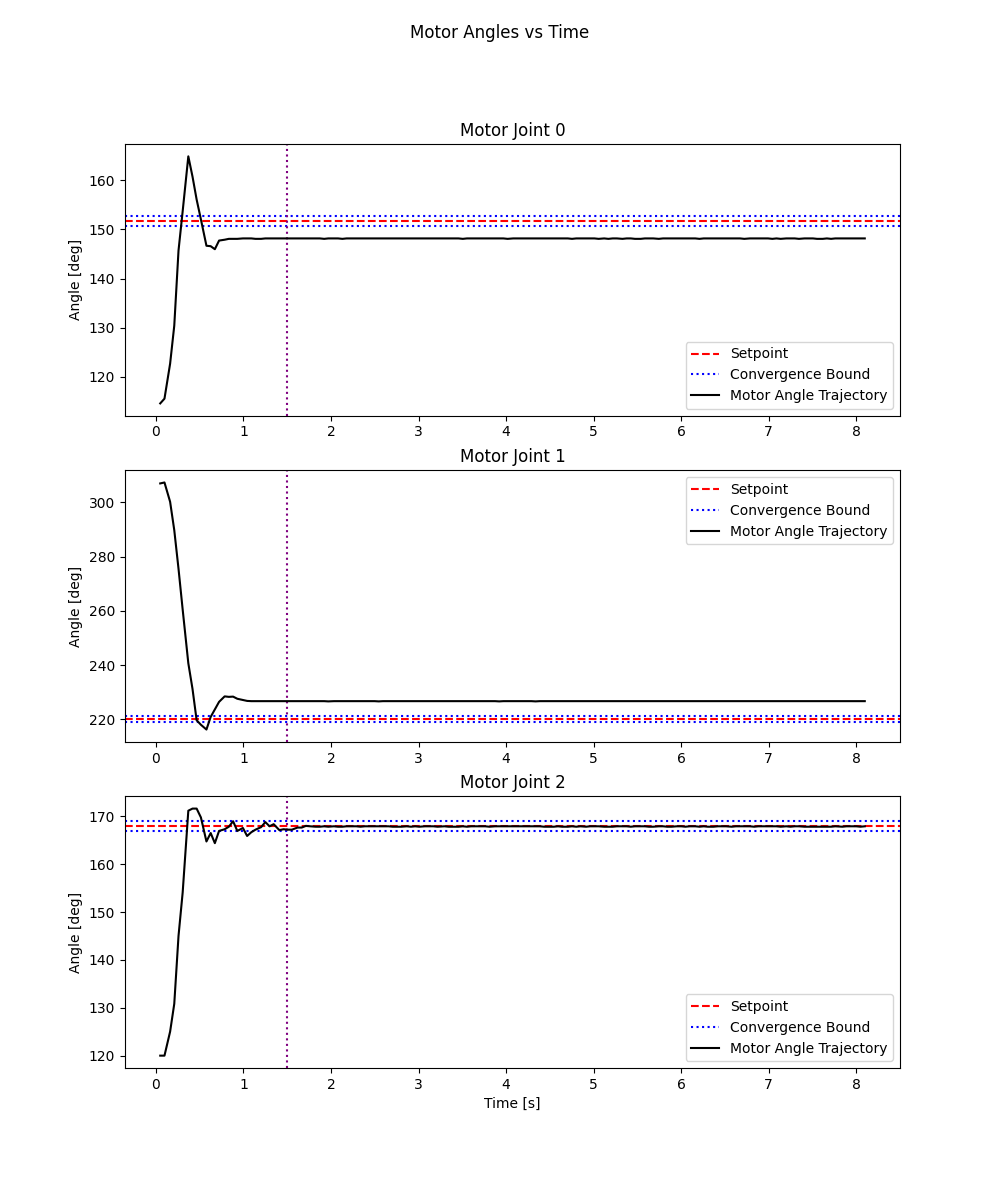 Motor Angles vs Time
Motor Joint 0
Angle [deg]
160
150
140
130
120
Setpoint
Convergence Bound
Motor Angle Trajectory
0 1 2 3 4 5 6 7 8
Motor Joint 1
Angle [deg]
300
280
260
240
220
Setpoint
Convergence Bound
Motor Angle Trajectory
0 1 2 3 4 5 6 7 8
Motor Joint 2
Angle [deg]
170
160
150
140
130
120
Setpoint
Convergence Bound
Motor Angle Trajectory
0 1 2 3 4 5 6 7 8
Time [s]